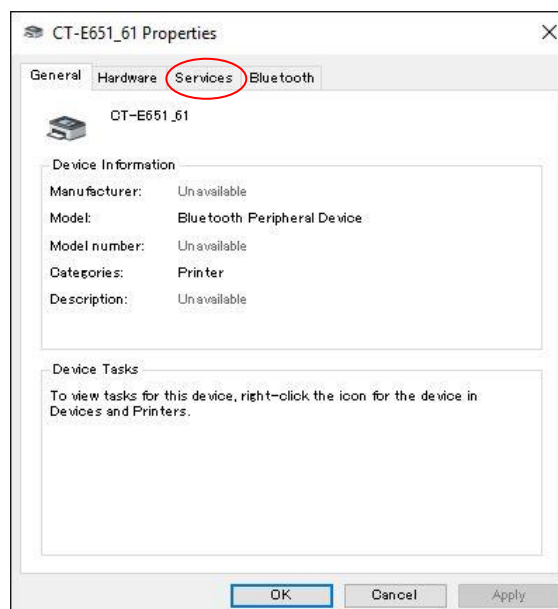 CT-E651_61 Properties
General Hardware Services Bluetooth
CT-E651_61
Device Information
Manufacturer: Unavailable
Model: Bluetooth Peripheral Device
Model number: Unavailable
Categories: Printer
Description: Unavailable
Device Tasks
To view tasks for this device, right-click the icon for the device in
Devices and Printers.
OK Cancel Apply